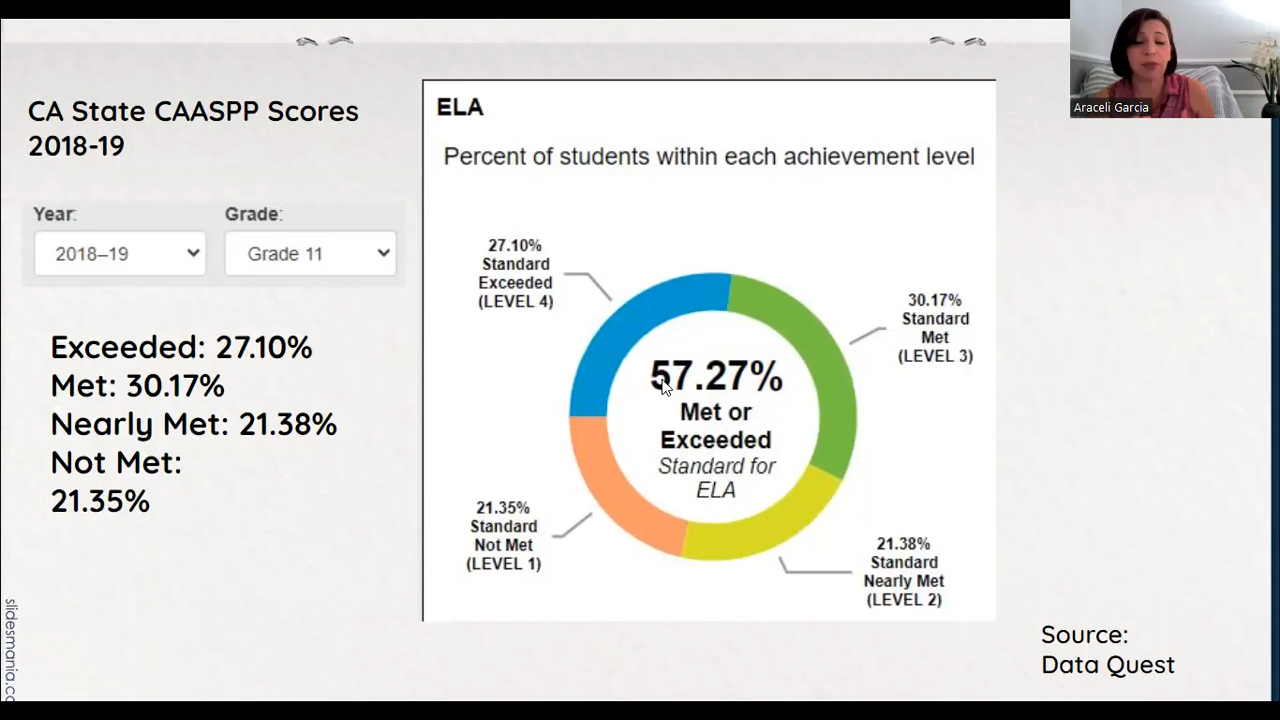 CA State CAASPP Scores
2018-19
Year:
Grade:
2018–19
Grade 11
Exceeded: 27.10%
Met: 30.17%
Nearly Met: 21.38%
Not Met:
21.35%
ELA
Percent of students within each achievement level
27.10%
Standard
Exceeded
(LEVEL 4)
30.17%
Standard
Met
(LEVEL 3)
57.27%
Met or
Exceeded
Standard for
ELA
21.35%
Standard
Not Met
(LEVEL 1)
21.38%
Standard
Nearly Met
(LEVEL 2)
Source:
Data Quest
Araceli Garcia
slidesmania.co